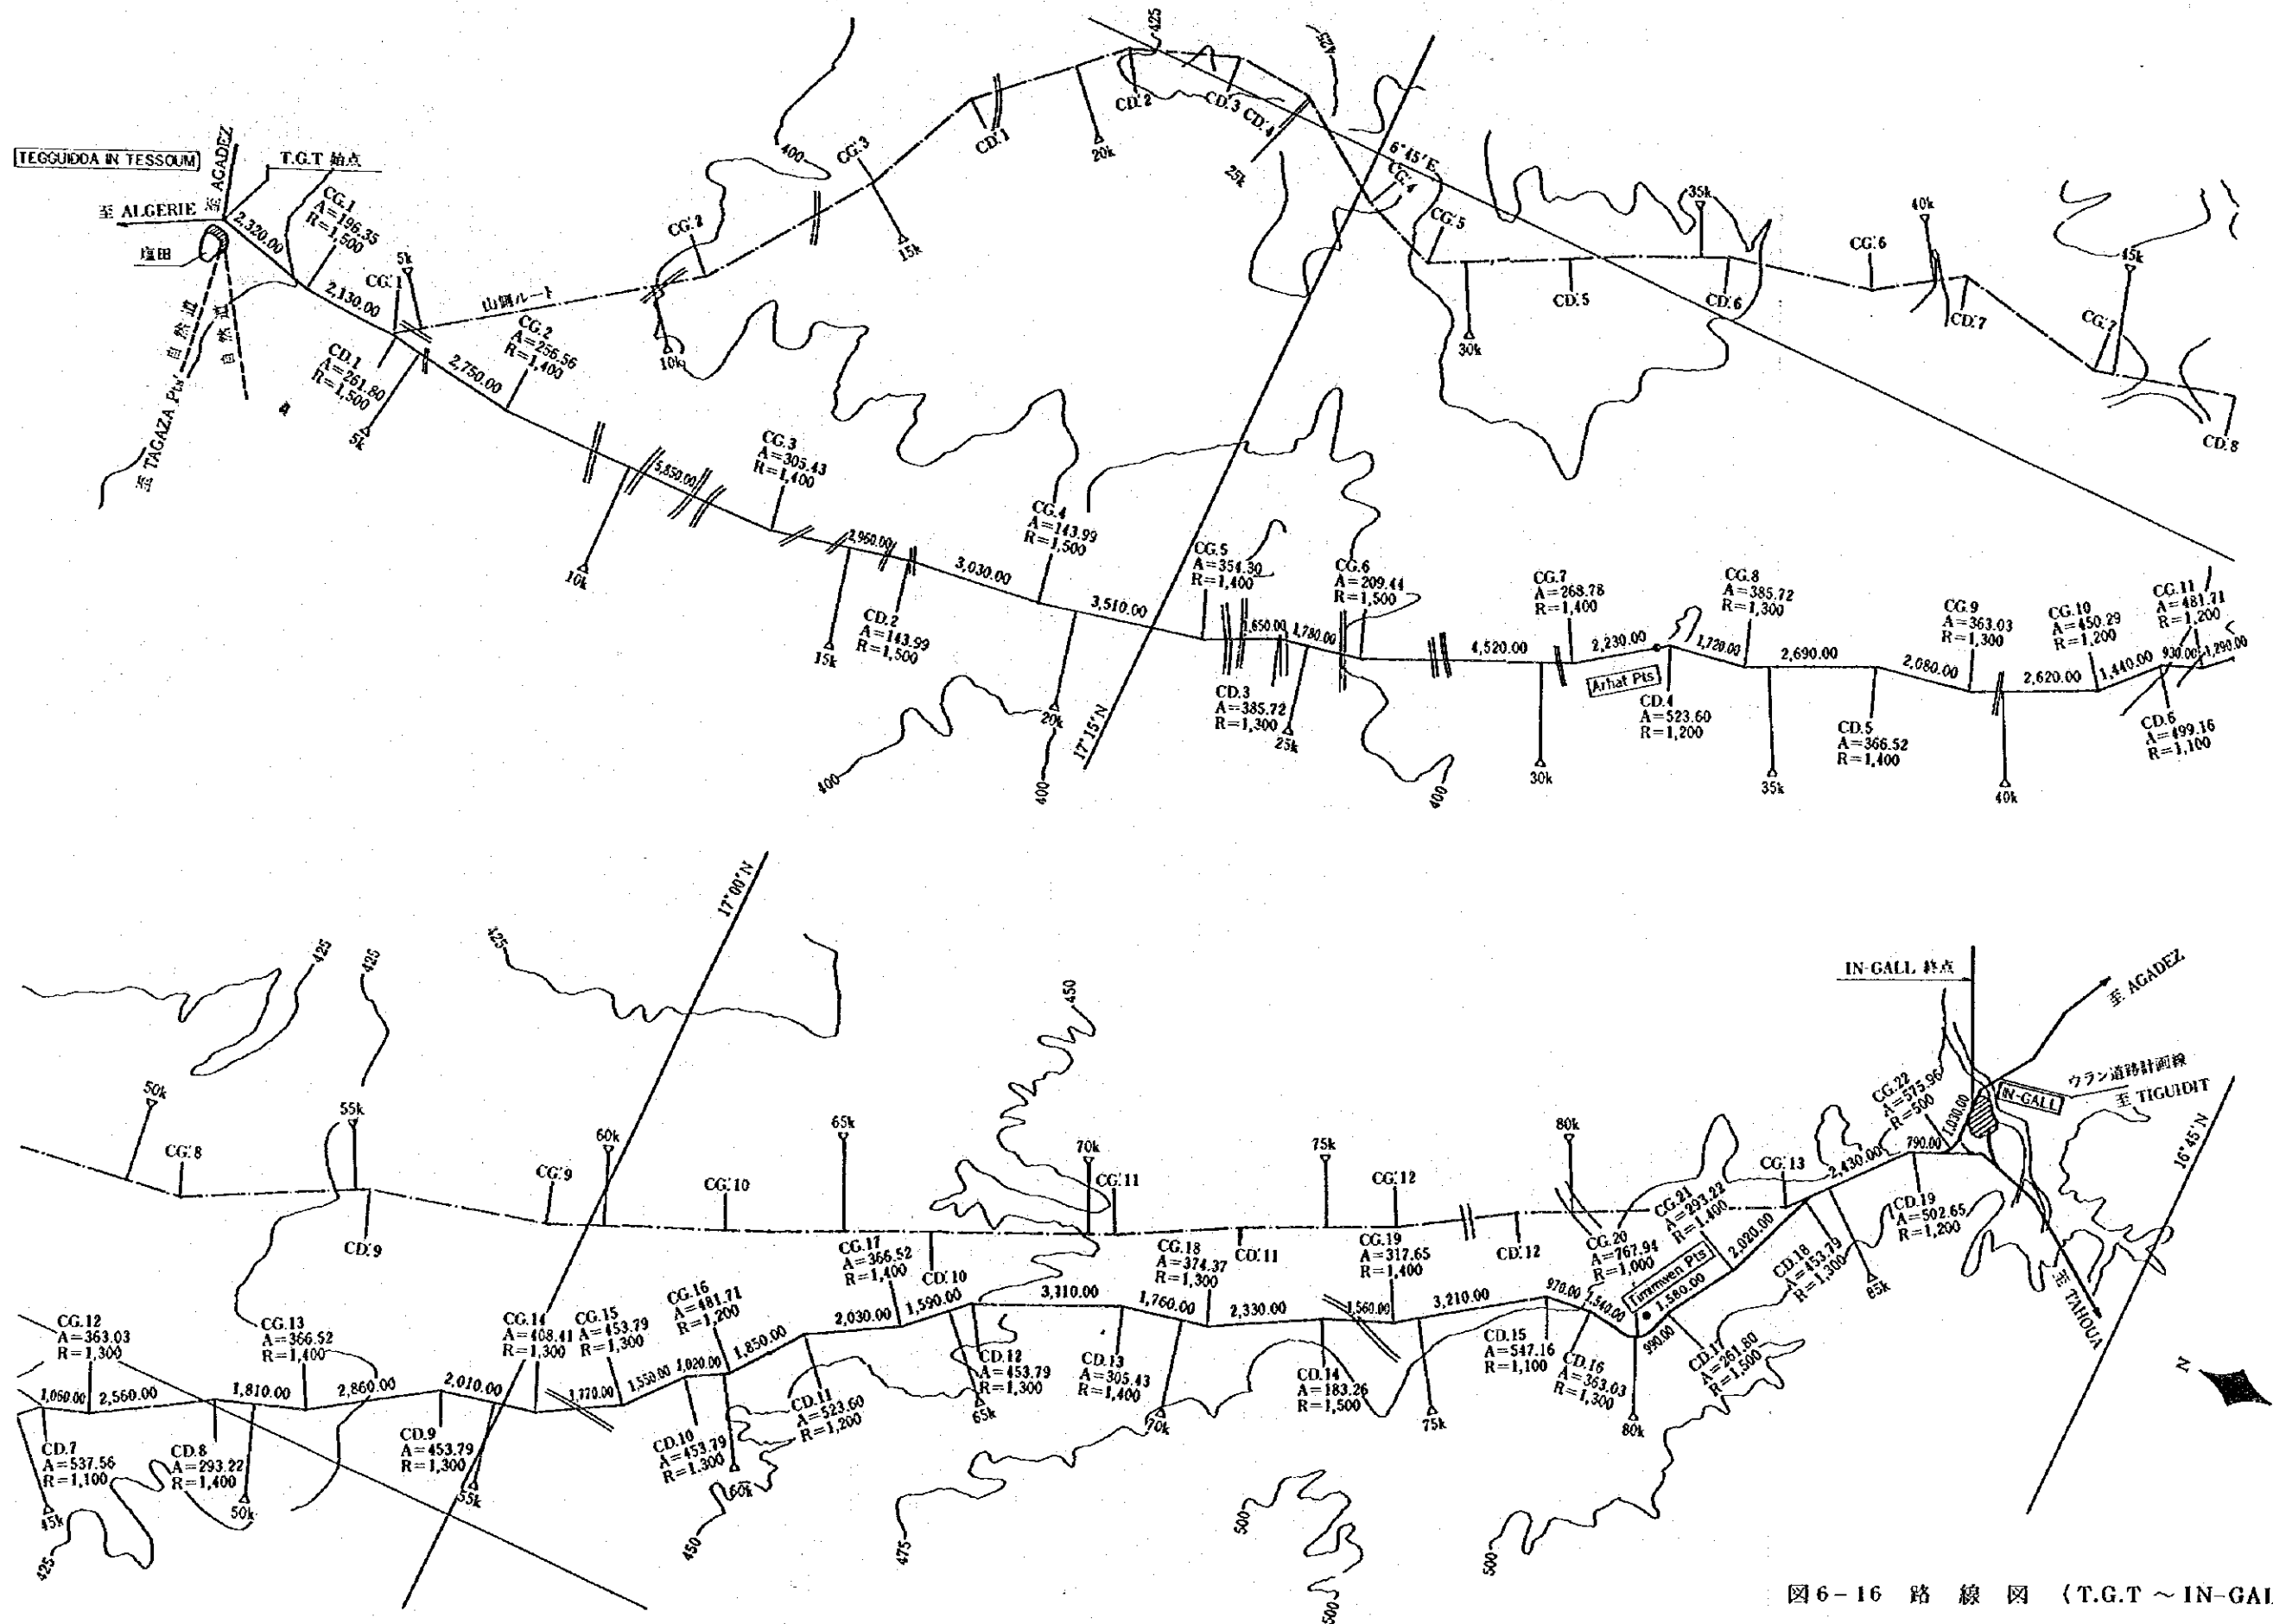 TEGGUIDDA IN TESSOUM
至 AGADEZ
T.G.T 始点
至 ALGERIE
塩田
自然道
自然道
至 TAGAZA Pts'
2,320.00
CG.1
A=196.35
R=1,500
2,130.00
CG'.1
5k
山側ルート
CD.1
A=261.80
R=1,500
5k
2,750.00
CG.2
A=256.56
R=1,400
CG'.2
10k
400
CG'.3
15k
CD'.1
20k
CD'.2
425
CD'.3
CD'.4
25k
425
6°45'E
CG'.4
CG'.5
30k
CD'.5
35k
CD'.6
CG'.6
40k
CD'.7
45k
CG'.7
CD'.8
10k
5,850.00
CG.3
A=305.43
R=1,400
2,960.00
15k
CD.2
A=143.99
R=1,500
3,030.00
CG.4
A=143.99
R=1,500
3,510.00
20k
400
400
17°15'N
CG.5
A=354.30
R=1,400
1,650.00
CD.3
A=385.72
R=1,300
1,780.00
25k
CG.6
A=209.44
R=1,500
400
4,520.00
30k
CG.7
A=268.78
R=1,400
2,230.00
Arhat Pts
CD.4
A=523.60
R=1,200
1,720.00
CG.8
A=385.72
R=1,300
2,690.00
35k
CD.5
A=366.52
R=1,400
2,080.00
CG.9
A=363.03
R=1,300
40k
2,620.00
CG.10
A=450.29
R=1,200
1,440.00
CD.6
A=499.16
R=1,100
930.00
CG.11
A=481.71
R=1,200
1,290.00
17°00'N
425
425
425
450
50k
CG'.8
55k
CD'.9
CG'.9
60k
CG'.10
65k
CD'.10
70k
CG'.11
CD'.11
75k
CG'.12
CD'.12
80k
CG'.13
IN-GALL 終点
至 AGADEZ
IN-GALL
ウラン道路計画線
至 TIGUIDIT
16°45'N
至 TAHOUA
N
CG.12
A=363.03
R=1,300
1,060.00
2,560.00
CD.7
A=537.56
R=1,100
45k
425
CD.8
A=293.22
R=1,400
50k
1,810.00
CG.13
A=366.52
R=1,400
2,860.00
CD.9
A=453.79
R=1,300
2,010.00
55k
CG.14
A=408.41
R=1,300
1,770.00
CG.15
A=453.79
R=1,300
1,550.00
CD.10
A=453.79
R=1,300
1,020.00
CG.16
A=481.71
R=1,200
60k
450
1,850.00
CD.11
A=523.60
R=1,200
2,030.00
CG.17
A=366.52
R=1,400
1,590.00
CD.12
A=453.79
R=1,300
65k
475
3,110.00
CD.13
A=305.43
R=1,400
1,760.00
70k
CG.18
A=374.37
R=1,300
2,330.00
CD.14
A=183.26
R=1,500
500
500
1,560.00
CG.19
A=317.65
R=1,400
75k
3,210.00
CD.15
A=547.16
R=1,100
970.00
CD.16
A=363.03
R=1,300
1,540.00
CG.20
A=767.94
R=1,000
80k
500
990.00
Timmwen Pts
CD.17
A=261.80
R=1,500
1,580.00
CG.21
A=293.22
R=1,400
2,020.00
CD.18
A=453.79
R=1,300
85k
2,430.00
CD.19
A=502.65
R=1,200
790.00
CG.22
A=575.96
R=500
1,030.00
図6-16 路線図 (T.G.T ~ IN-GAL